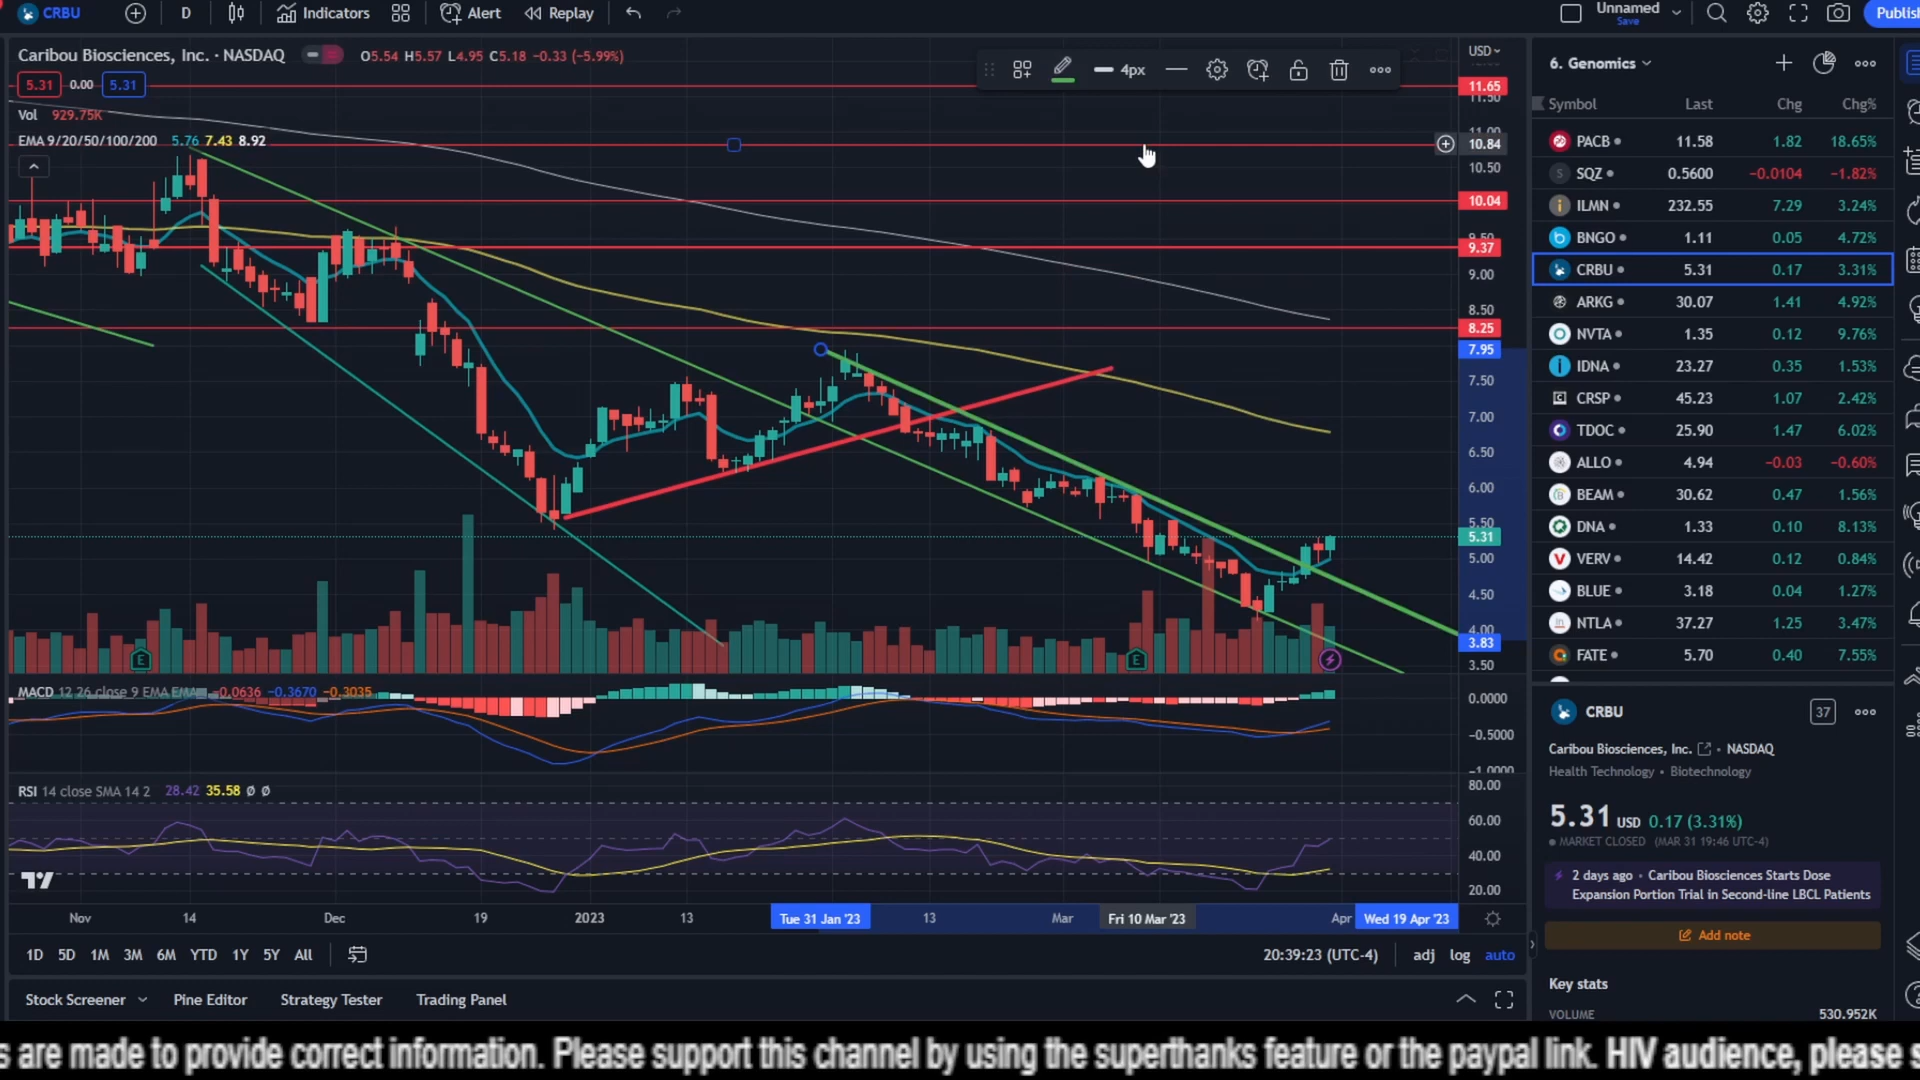 CRBU
D
Indicators
Alert
Replay
Unnamed
Save
Publish
Caribou Biosciences, Inc. · NASDAQ
O5.54 H5.57 L4.95 C5.18 −0.33 (−5.99%)
5.31 0.00 5.31
Vol 929.75K
EMA 9/20/50/100/200 5.76 7.43 8.92
4px
USD
11.65
11.50
11.00
10.84
10.50
10.04
9.50
9.37
9.00
8.50
8.25
7.95
7.50
7.00
6.50
6.00
5.50
5.31
5.00
4.50
4.00
3.83
3.50
E
E
MACD 12 26 close 9 EMA EMA −0.0636 −0.3670 −0.3035
0.0000
−0.5000
−1.0000
RSI 14 close SMA 14 2 28.42 35.58 Ø Ø
80.00
60.00
40.00
20.00
Nov 14 Dec 19 2023 13 Tue 31 Jan '23 13 Mar Fri 10 Mar '23 Apr Wed 19 Apr '23
1D 5D 1M 3M 6M YTD 1Y 5Y All
20:39:23 (UTC-4) adj log auto
Stock Screener Pine Editor Strategy Tester Trading Panel
6. Genomics
Symbol Last Chg Chg%
PACB 11.58 1.82 18.65%
SQZ 0.5600 −0.0104 −1.82%
ILMN 232.55 7.29 3.24%
BNGO 1.11 0.05 4.72%
CRBU 5.31 0.17 3.31%
ARKG 30.07 1.41 4.92%
NVTA 1.35 0.12 9.76%
IDNA 23.27 0.35 1.53%
CRSP 45.23 1.07 2.42%
TDOC 25.90 1.47 6.02%
ALLO 4.94 −0.03 −0.60%
BEAM 30.62 0.47 1.56%
DNA 1.33 0.10 8.13%
VERV 14.42 0.12 0.84%
BLUE 3.18 0.04 1.27%
NTLA 37.27 1.25 3.47%
FATE 5.70 0.40 7.55%
CRBU
37
Caribou Biosciences, Inc. • NASDAQ
Health Technology • Biotechnology
5.31 USD 0.17 (3.31%)
MARKET CLOSED (MAR 31 19:46 UTC-4)
2 days ago • Caribou Biosciences Starts Dose
Expansion Portion Trial in Second-line LBCL Patients
Add note
Key stats
VOLUME 530.952K
s are made to provide correct information. Please support this channel by using the superthanks feature or the paypal link. HIV audience, please s